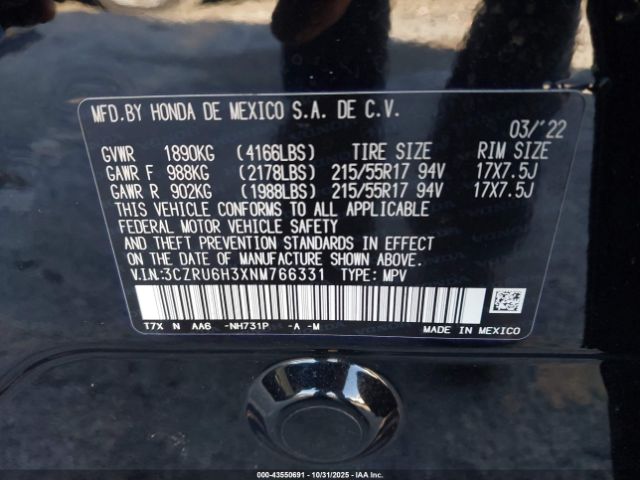 MFD. BY HONDA DE MEXICO S.A. DE C.V.
03/'22
GVWR 1890KG (4166LBS) TIRE SIZE RIM SIZE
GAWR F 988KG (2178LBS) 215/55R17 94V 17X7.5J
GAWR R 902KG (1988LBS) 215/55R17 94V 17X7.5J
THIS VEHICLE CONFORMS TO ALL APPLICABLE
FEDERAL MOTOR VEHICLE SAFETY
AND THEFT PREVENTION STANDARDS IN EFFECT
ON THE DATE OF MANUFACTURE SHOWN ABOVE.
V.I.N.:3CZRU6H3XNM766331 TYPE: MPV
T7X N AA6 -NH731P -A -M
MADE IN MEXICO
000-43550691 - 10/31/2025 - IAA Inc.